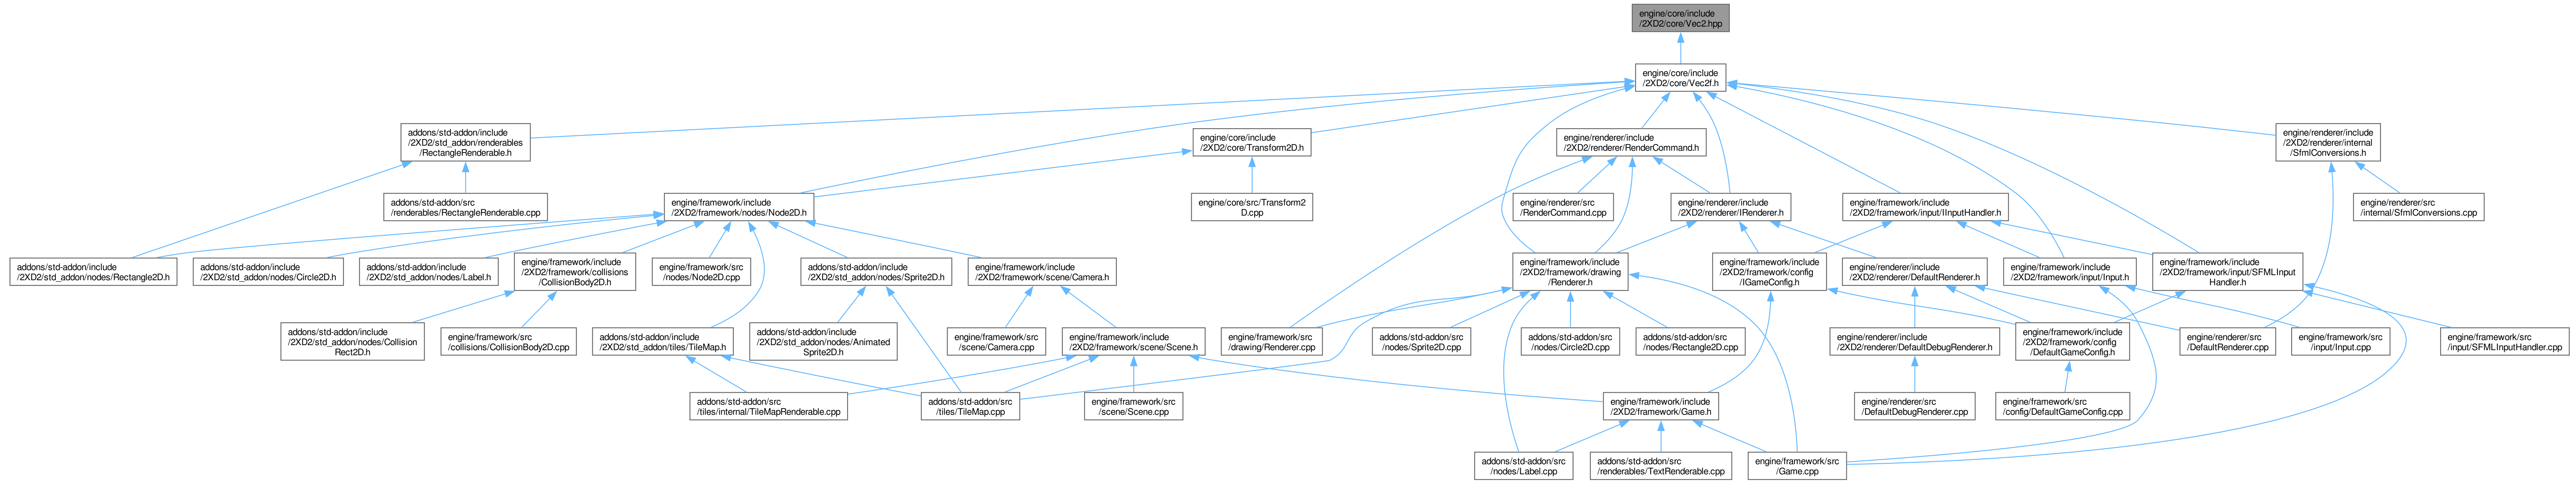 engine/core/include
/2XD2/core/Vec2.hpp
engine/core/include
/2XD2/core/Vec2f.h
addons/std-addon/include
/2XD2/std_addon/renderables
/RectangleRenderable.h
engine/core/include
/2XD2/core/Transform2D.h
engine/renderer/include
/2XD2/renderer/RenderCommand.h
engine/renderer/include
/2XD2/renderer/internal
/SfmlConversions.h
addons/std-addon/src
/renderables/RectangleRenderable.cpp
engine/framework/include
/2XD2/framework/nodes/Node2D.h
engine/core/src/Transform2
D.cpp
engine/renderer/src
/RenderCommand.cpp
engine/renderer/include
/2XD2/renderer/IRenderer.h
engine/framework/include
/2XD2/framework/input/IInputHandler.h
engine/renderer/src
/internal/SfmlConversions.cpp
addons/std-addon/include
/2XD2/std_addon/nodes/Rectangle2D.h
addons/std-addon/include
/2XD2/std_addon/nodes/Circle2D.h
addons/std-addon/include
/2XD2/std_addon/nodes/Label.h
engine/framework/include
/2XD2/framework/collisions
/CollisionBody2D.h
engine/framework/src
/nodes/Node2D.cpp
addons/std-addon/include
/2XD2/std_addon/nodes/Sprite2D.h
engine/framework/include
/2XD2/framework/scene/Camera.h
engine/framework/include
/2XD2/framework/drawing
/Renderer.h
engine/framework/include
/2XD2/framework/config
/IGameConfig.h
engine/renderer/include
/2XD2/renderer/DefaultRenderer.h
engine/framework/include
/2XD2/framework/input/Input.h
engine/framework/include
/2XD2/framework/input/SFMLInput
Handler.h
addons/std-addon/include
/2XD2/std_addon/nodes/Collision
Rect2D.h
engine/framework/src
/collisions/CollisionBody2D.cpp
addons/std-addon/include
/2XD2/std_addon/tiles/TileMap.h
addons/std-addon/include
/2XD2/std_addon/nodes/Animated
Sprite2D.h
engine/framework/src
/scene/Camera.cpp
engine/framework/include
/2XD2/framework/scene/Scene.h
engine/framework/src
/drawing/Renderer.cpp
addons/std-addon/src
/nodes/Sprite2D.cpp
addons/std-addon/src
/nodes/Circle2D.cpp
addons/std-addon/src
/nodes/Rectangle2D.cpp
engine/renderer/include
/2XD2/renderer/DefaultDebugRenderer.h
engine/framework/include
/2XD2/framework/config
/DefaultGameConfig.h
engine/renderer/src
/DefaultRenderer.cpp
engine/framework/src
/input/Input.cpp
engine/framework/src
/input/SFMLInputHandler.cpp
addons/std-addon/src
/tiles/internal/TileMapRenderable.cpp
addons/std-addon/src
/tiles/TileMap.cpp
engine/framework/src
/scene/Scene.cpp
engine/framework/include
/2XD2/framework/Game.h
engine/renderer/src
/DefaultDebugRenderer.cpp
engine/framework/src
/config/DefaultGameConfig.cpp
addons/std-addon/src
/nodes/Label.cpp
addons/std-addon/src
/renderables/TextRenderable.cpp
engine/framework/src
/Game.cpp